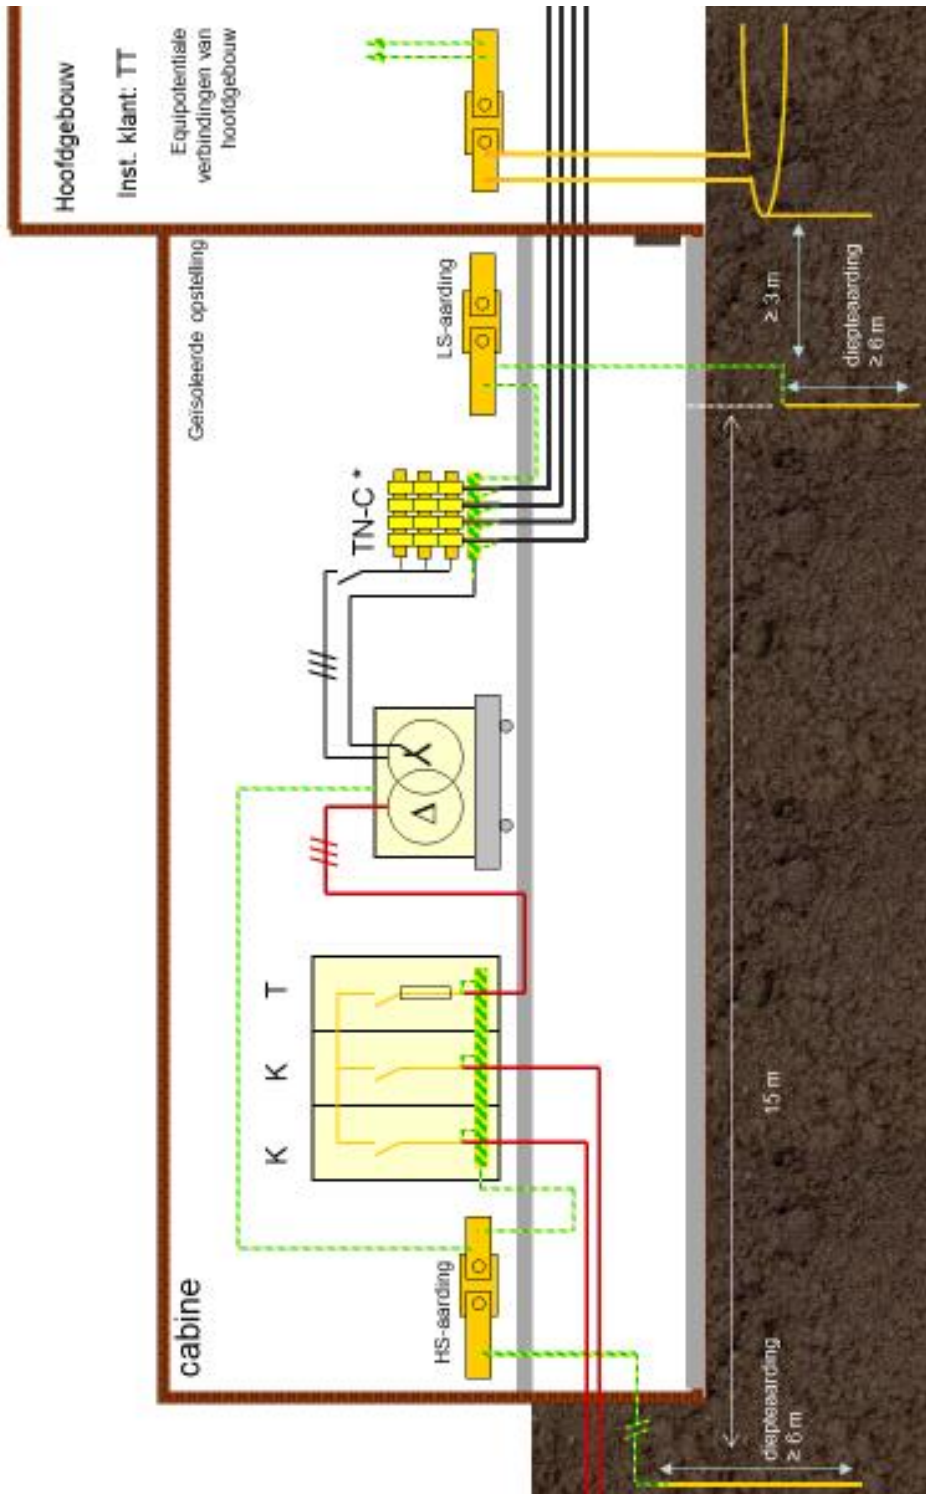 Hoofdgebouw
Inst. klant: TT
Equipotentiale
verbindingen van
hoofdgebouw
Geïsoleerde opstelling
LS-aarding
≥ 3 m
diepteaarding
≥ 6 m
TN-C *
T
K
K
cabine
HS-aarding
15 m
diepteaarding
≥ 6 m